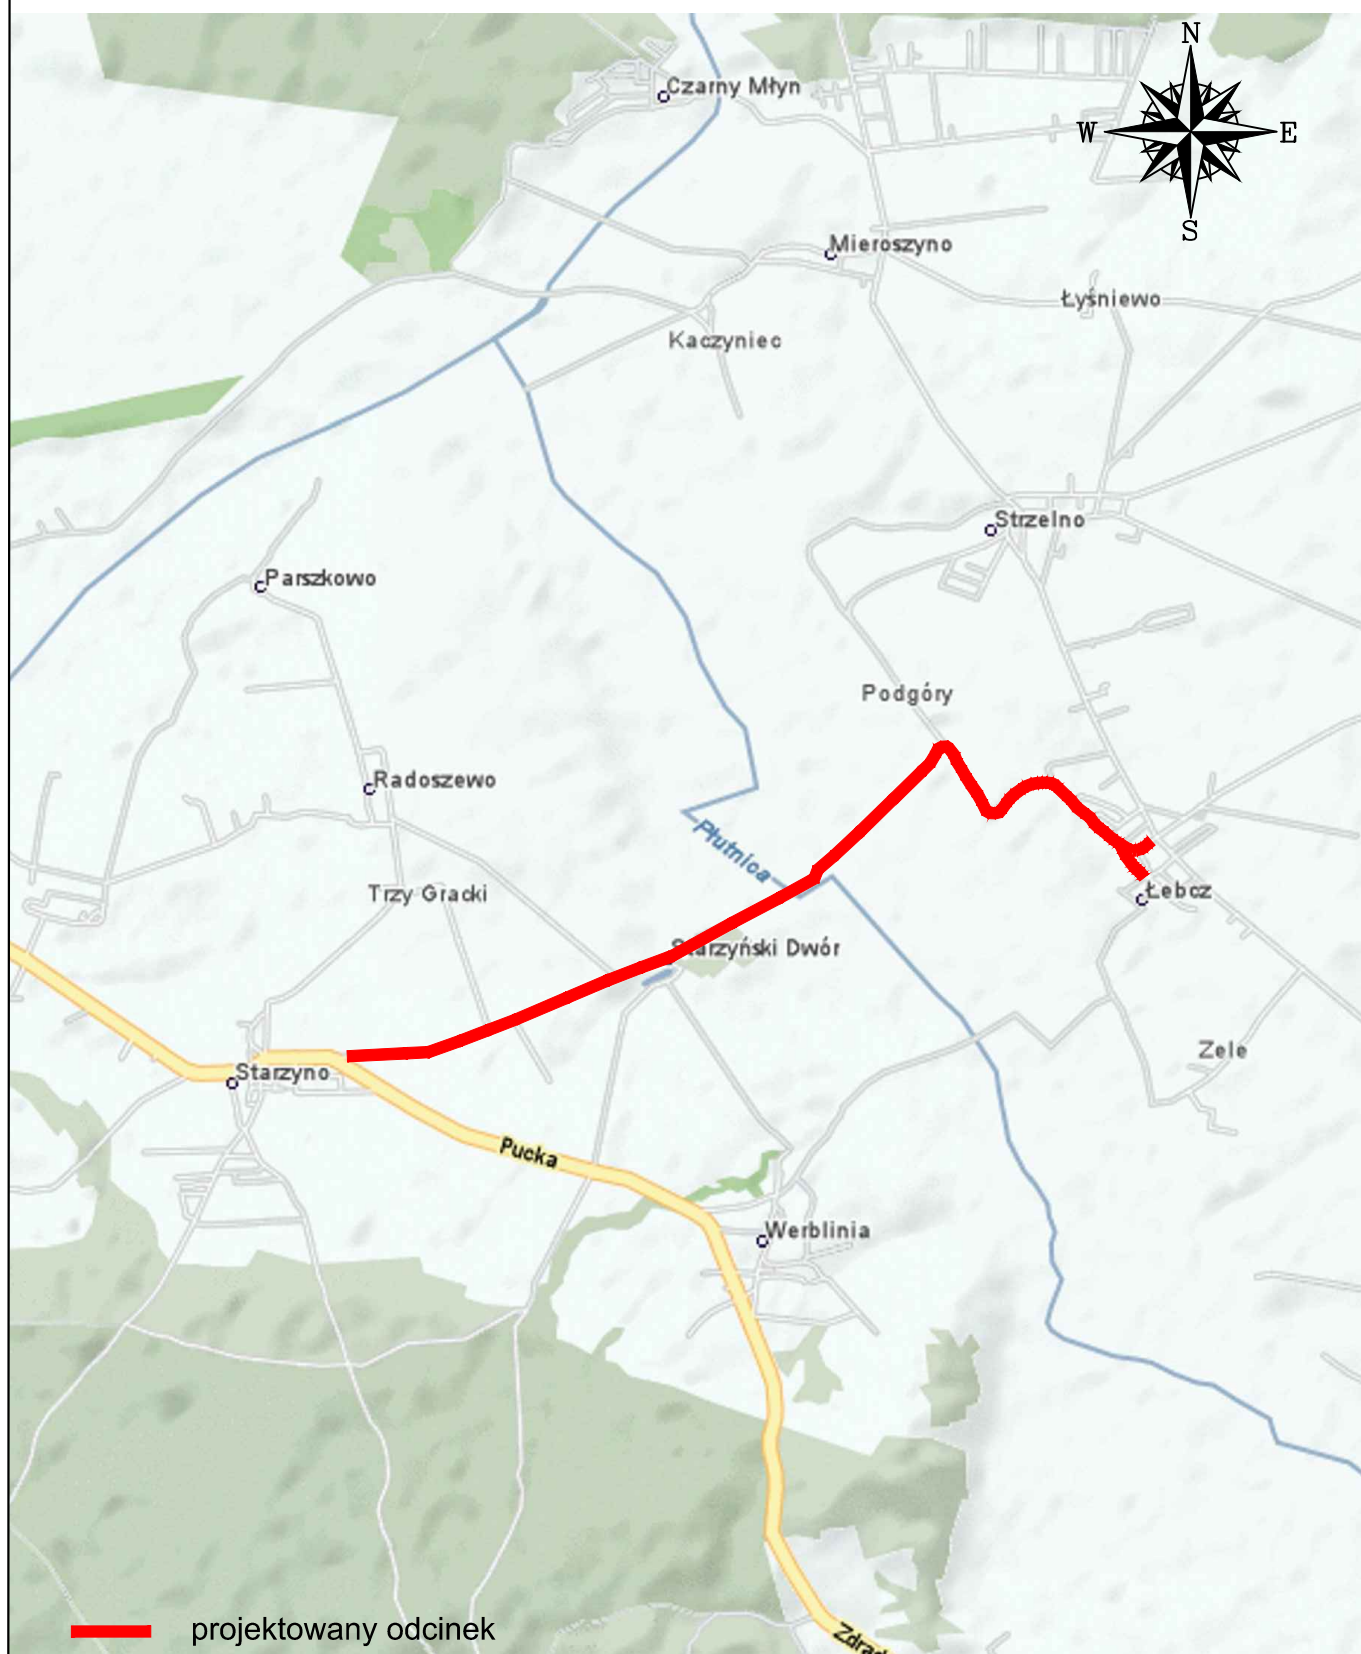 N
Czarny Młyn
W
E
S
Mieroszyno
Łyśniewo
Kaczyniec
Strzelno
Parszkowo
Podgóry
Radoszewo
Płutnica
Trzy Gracki
Łebcz
Starzyński Dwór
Zele
Starzyno
Pucka
Werblinia
projektowany odcinek